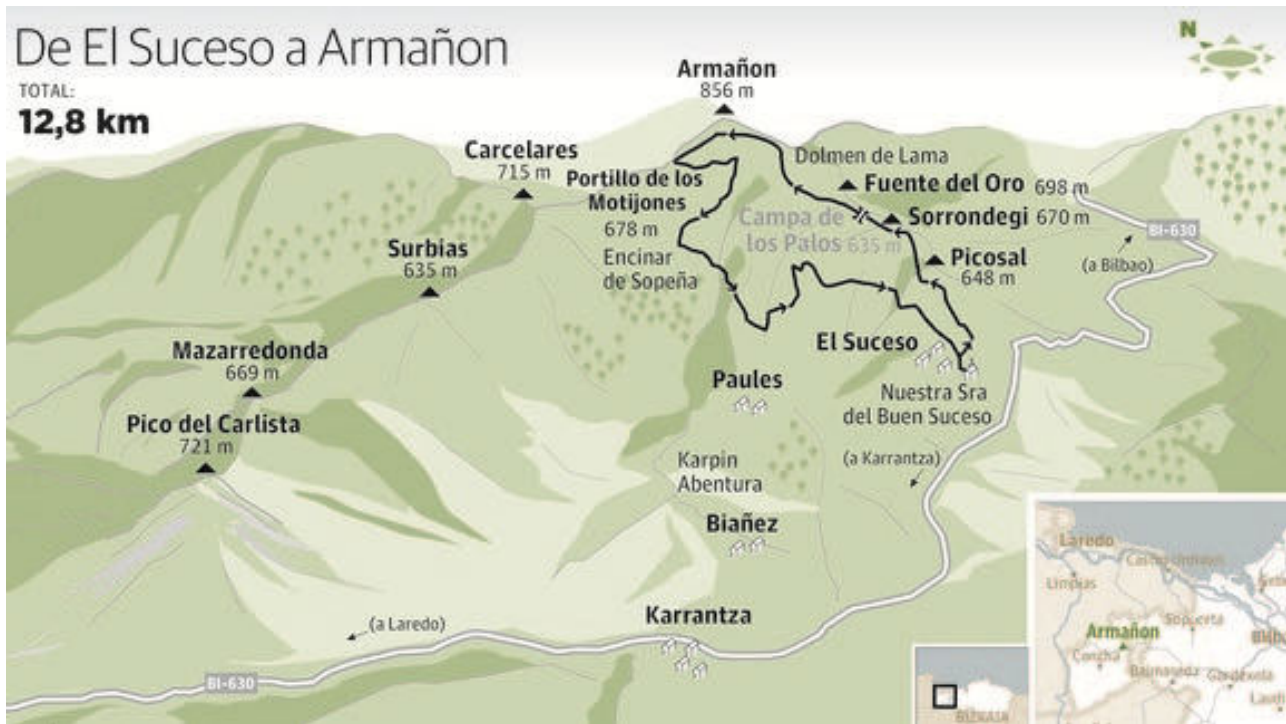 De El Suceso a Armañon
TOTAL:
12,8 km
N
Armañon
856 m
Carcelares
715 m
Portillo de los
Motijones
678 m
Dolmen de Lama
Fuente del Oro 698 m
Sorrondegi 670 m
Campa de
los Palos 635 m
Picosal
648 m
BI-630
(a Bilbao)
Surbias
635 m
Encinar
de Sopeña
Mazarredonda
669 m
Pico del Carlista
721 m
El Suceso
Nuestra Sra
del Buen Suceso
Paules
(a Karrantza)
Karpin
Abentura
Biañez
Karrantza
(a Laredo)
BI-630
Laredo
Limpias
Sopuerta
Armañon
Concha
Balmaseda
Gordexola
BIZKAIA